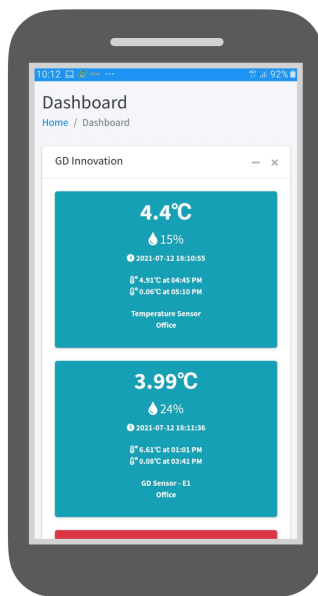 10:12 92%
Dashboard
Home / Dashboard
GD Innovation
4.4°C
15%
2021-07-12 18:10:55
4.91°C at 04:45 PM
0.06°C at 05:10 PM
Temperature Sensor
Office
3.99°C
24%
2021-07-12 18:11:36
6.61°C at 01:01 PM
0.08°C at 03:41 PM
GD Sensor - E1
Office